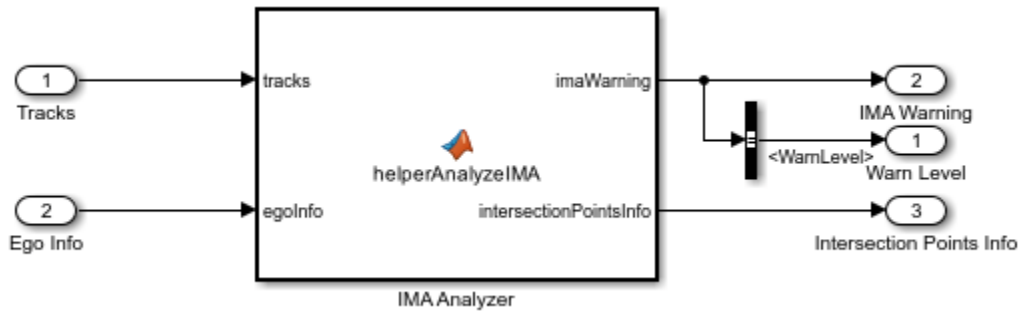 1
Tracks
2
Ego Info
tracks
egoInfo
helperAnalyzeIMA
imaWarning
intersectionPointsInfo
IMA Analyzer
<WarnLevel>
2
IMA Warning
1
Warn Level
3
Intersection Points Info